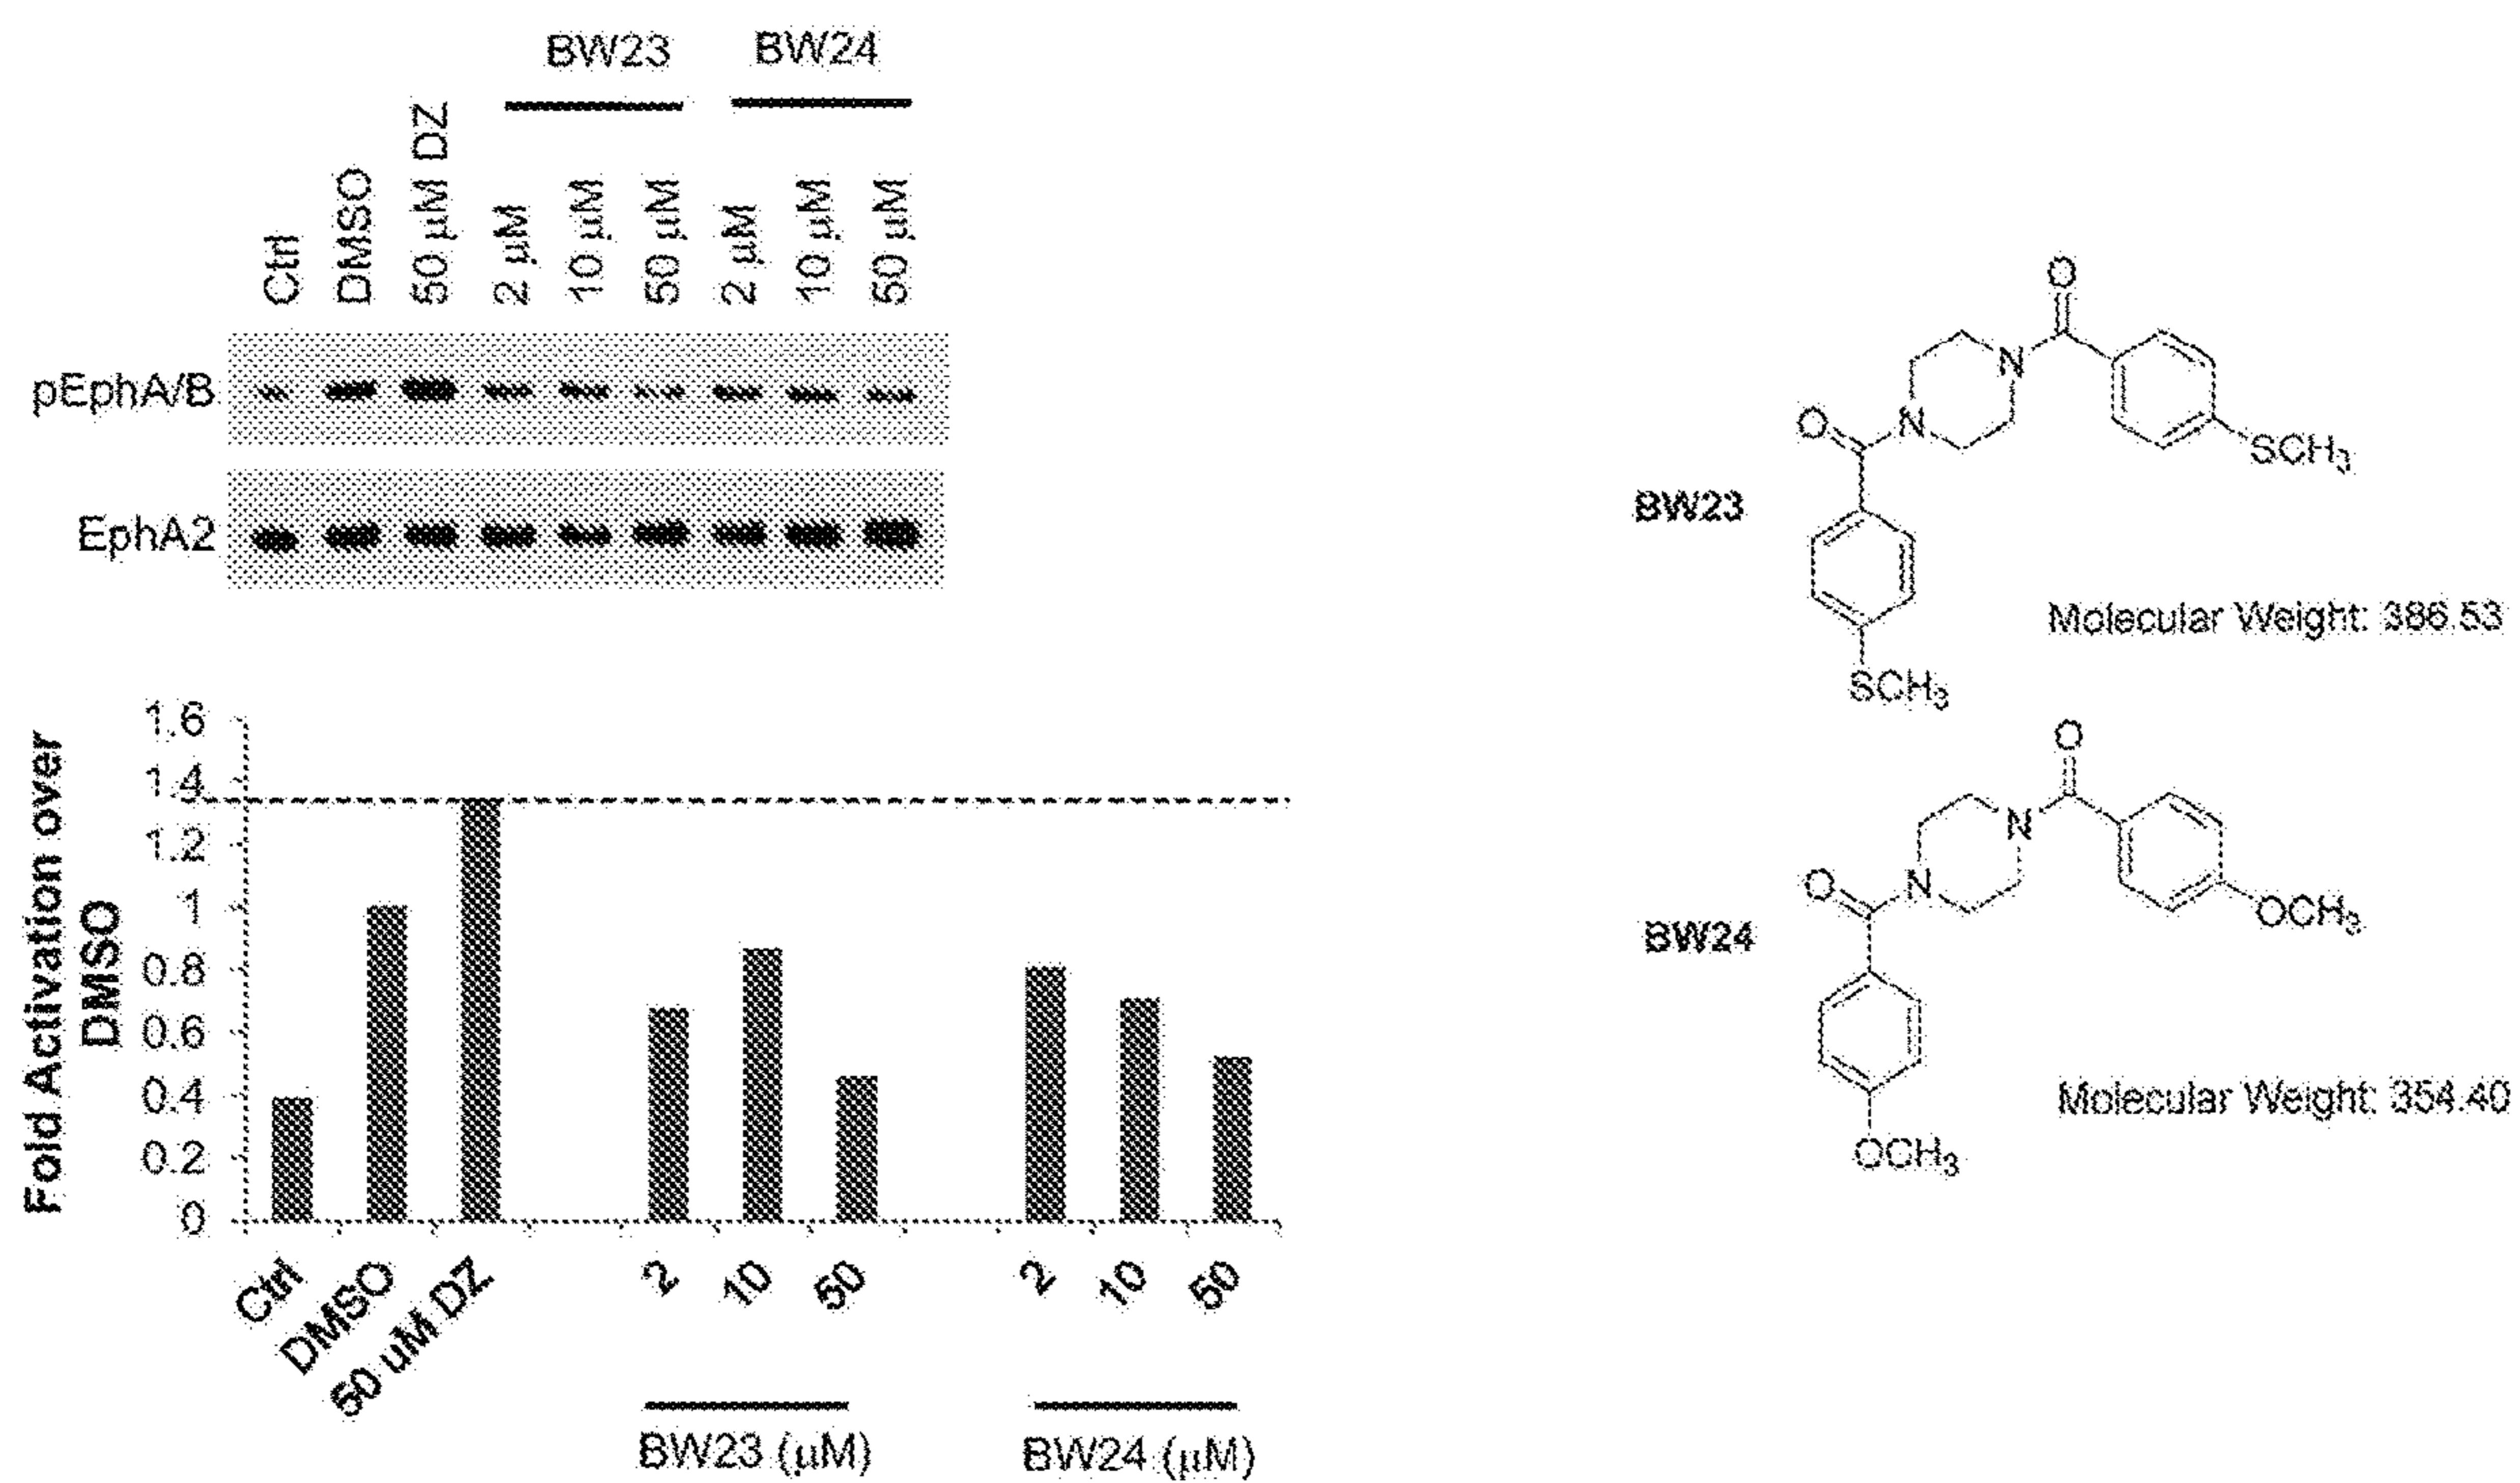 BW23 BW24
Ctrl
DMSO
50 µM DZ
2 µM
10 µM
50 µM
2 µM
10 µM
50 µM
pEphA/B
EphA2
Fold Activation over
DMSO
1.6
1.4
1.2
1
0.8
0.6
0.4
0.2
0
Ctrl
DMSO
50 uM DZ
2
10
50
2
10
50
BW23 (µM)
BW24 (µM)
O
N
N
O
SCH3
BW23
Molecular Weight: 386.53
SCH3
O
N
N
O
OCH3
BW24
Molecular Weight: 354.40
OCH3